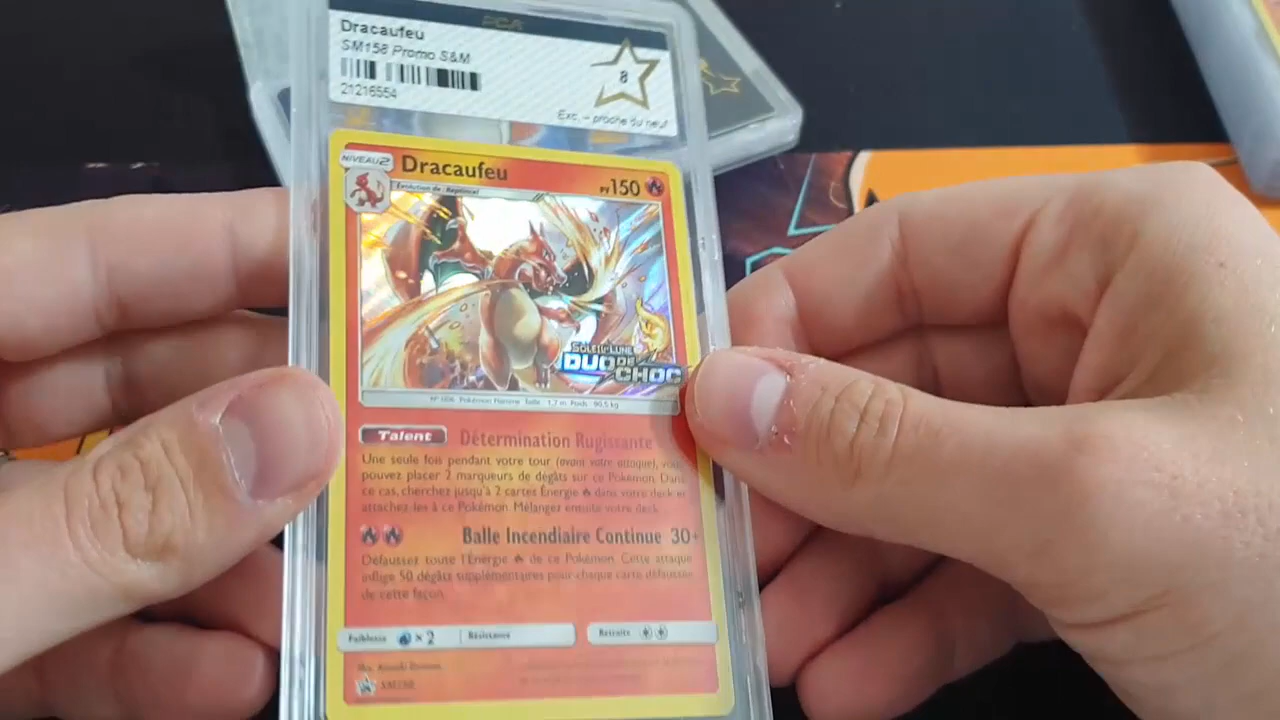 PCA
Dracaufeu
SM158 Promo S&M
8
21216554
Exc. - proche du neuf
NIVEAU 2
Dracaufeu
Évolution de : Reptincel
PV 150
SOLEIL & LUNE
DUO DE
CHOC
N° 006 Pokémon Flamme Taille : 1,7 m Poids : 90,5 kg
Talent Détermination Rugissante
Une seule fois pendant votre tour (avant votre attaque), vous
pouvez placer 2 marqueurs de dégâts sur ce Pokémon. Dans
ce cas, cherchez jusqu'à 2 cartes Énergie dans votre deck et
attachez-les à ce Pokémon. Mélangez ensuite votre deck.
Balle Incendiaire Continue 30+
Défaussez toute l'Énergie de ce Pokémon. Cette attaque
inflige 50 dégâts supplémentaires pour chaque carte défaussée
de cette façon.
Faiblesse × 2 Résistance Retraite
SM158